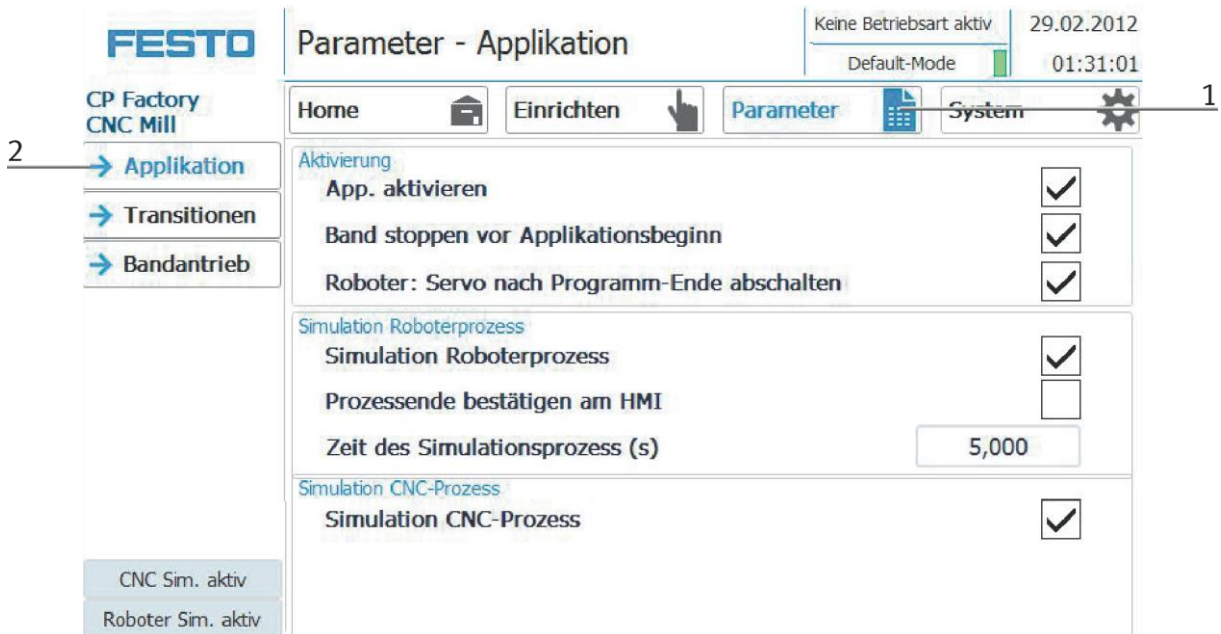 FESTO
Parameter - Applikation
Keine Betriebsart aktiv
29.02.2012
Default-Mode
01:31:01
CP Factory
CNC Mill
Home
Einrichten
Parameter
System
1
2
Applikation
Transitionen
Bandantrieb
Aktivierung
App. aktivieren
Band stoppen vor Applikationsbeginn
Roboter: Servo nach Programm-Ende abschalten
Simulation Roboterprozess
Simulation Roboterprozess
Prozessende bestätigen am HMI
Zeit des Simulationsprozess (s)
5,000
Simulation CNC-Prozess
Simulation CNC-Prozess
CNC Sim. aktiv
Roboter Sim. aktiv